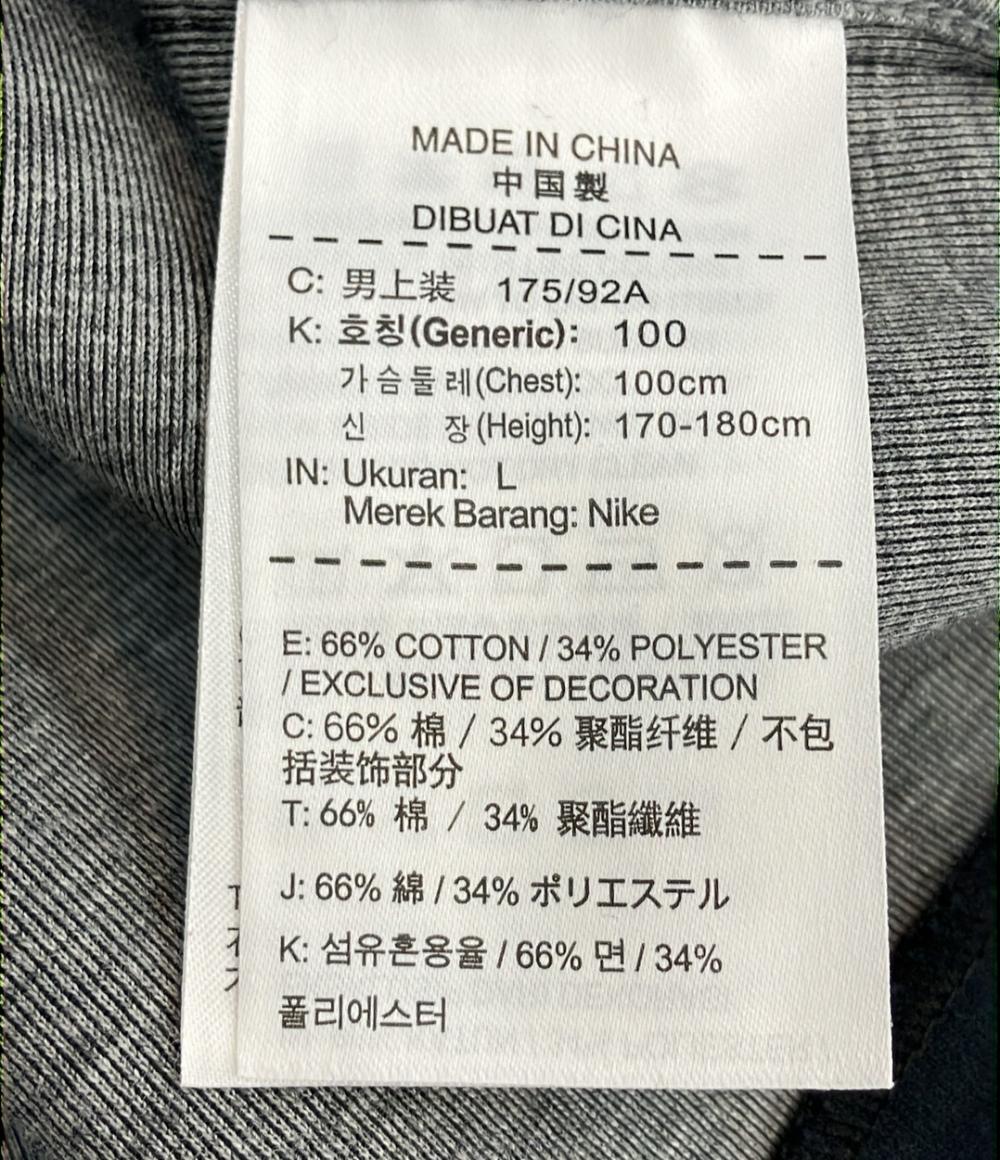 MADE IN CHINA
中国製
DIBUAT DI CINA
C: 男上装 175/92A
K: 호칭(Generic): 100
가슴둘레(Chest): 100cm
신 장(Height): 170-180cm
IN: Ukuran: L
Merek Barang: Nike
E: 66% COTTON / 34% POLYESTER
/ EXCLUSIVE OF DECORATION
C: 66% 棉 / 34% 聚酯纤维 / 不包
括装饰部分
T: 66% 棉 / 34% 聚酯纖維
J: 66% 綿 / 34% ポリエステル
K: 섬유혼용율 / 66% 면 / 34%
폴리에스터